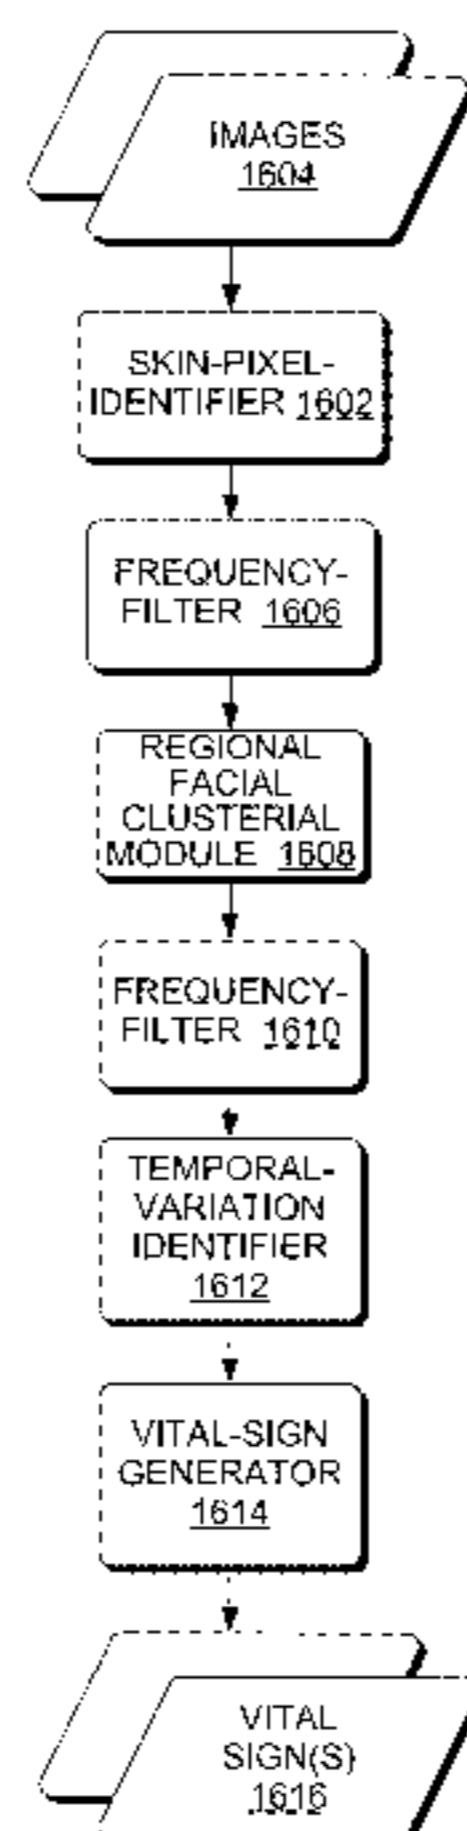 IMAGES
1604
SKIN-PIXEL-
IDENTIFIER 1602
FREQUENCY-
FILTER 1606
REGIONAL
FACIAL
CLUSTERIAL
MODULE 1608
FREQUENCY-
FILTER 1610
TEMPORAL-
VARIATION
IDENTIFIER
1612
VITAL-SIGN
GENERATOR
1614
VITAL
SIGN(S)
1616